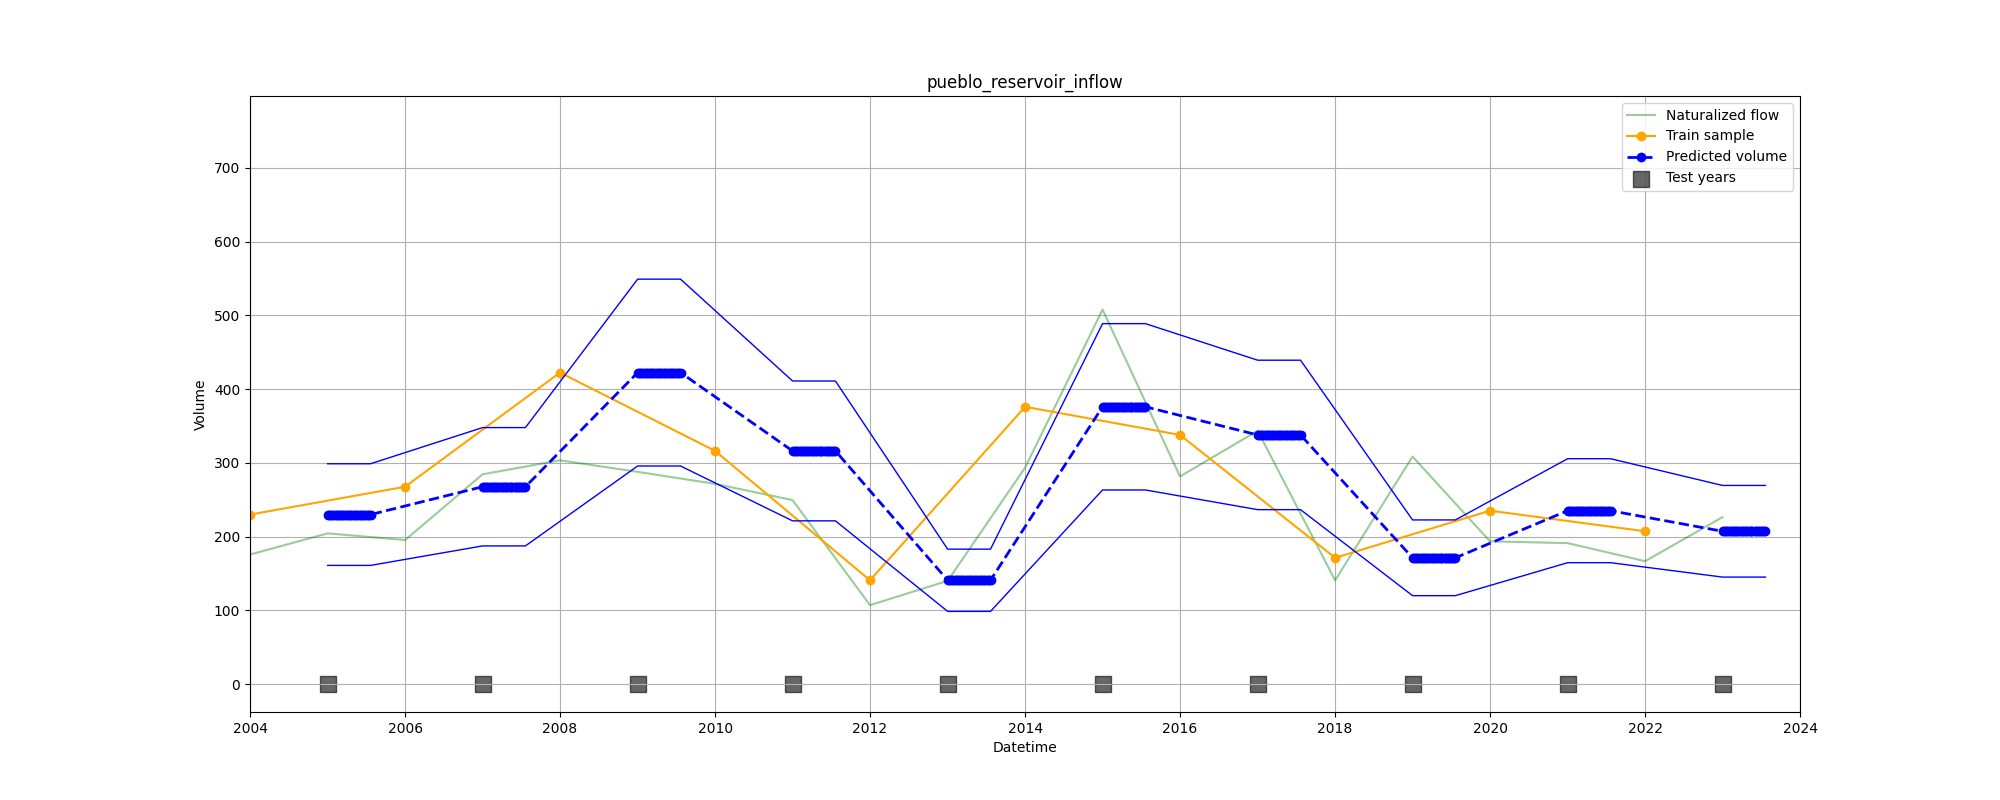 pueblo_reservoir_inflow
Naturalized flow
Train sample
Predicted volume
Test years
Volume
700
600
500
400
300
200
100
0
2004 2006 2008 2010 2012 2014 2016 2018 2020 2022 2024
Datetime